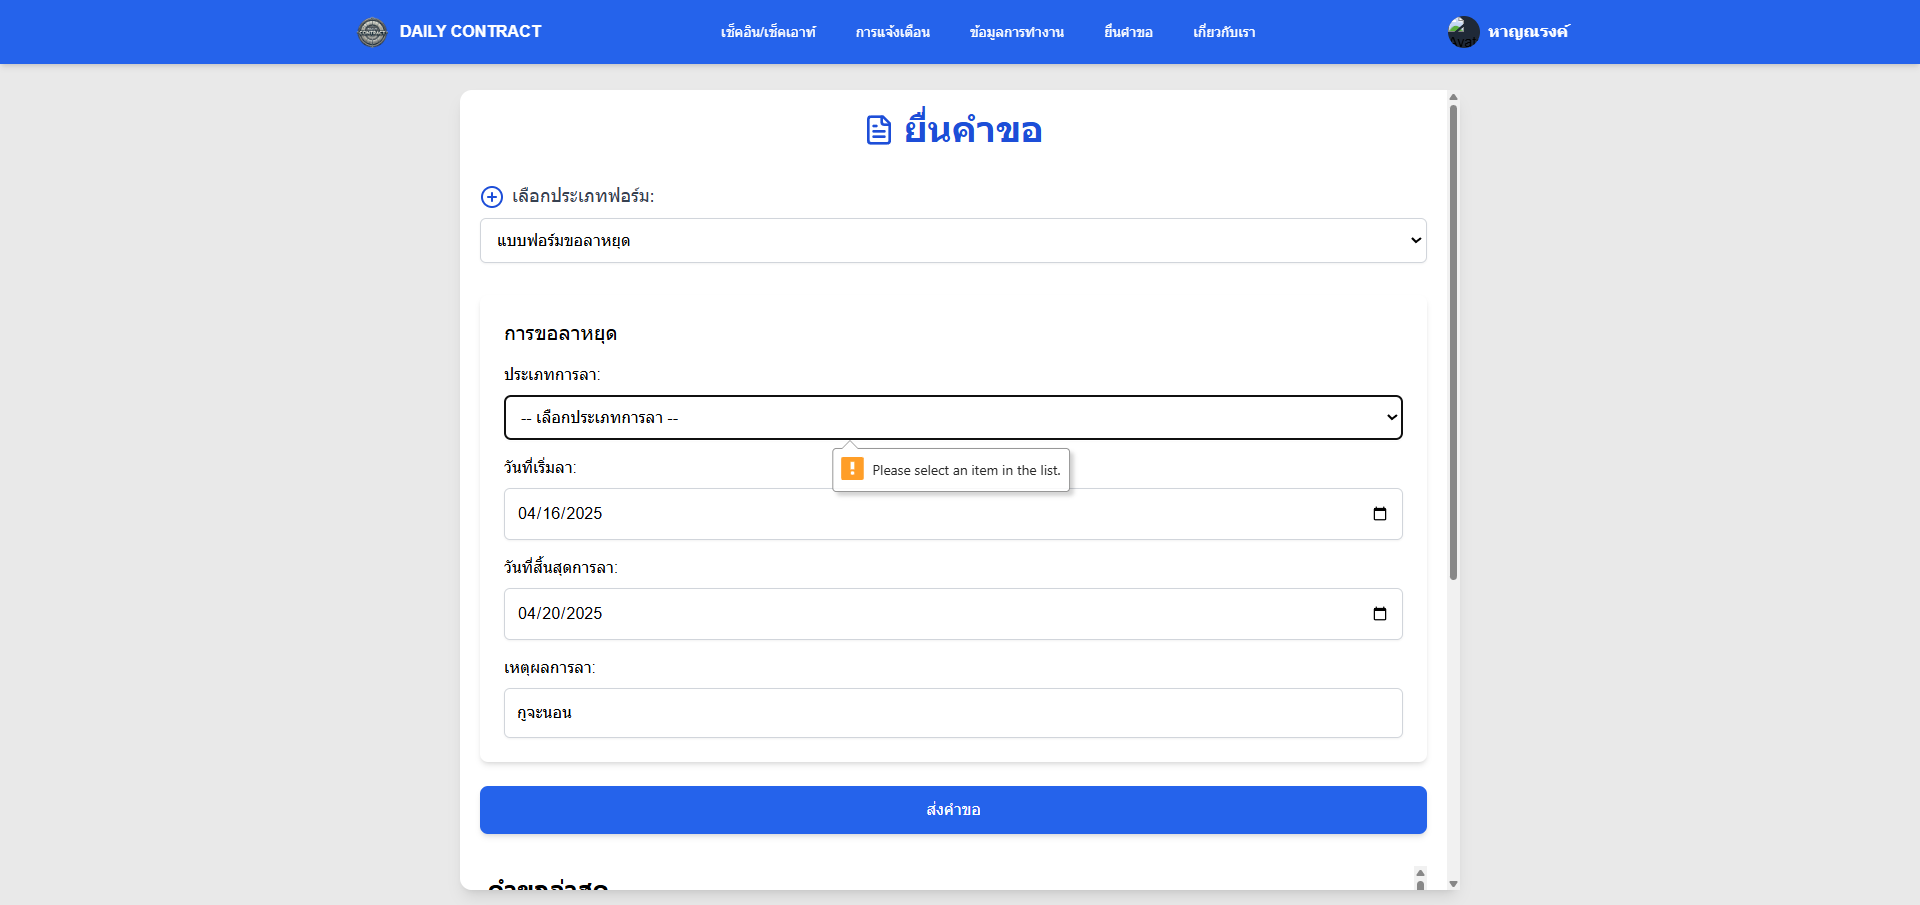 DAILY CONTRACT
เช็คอิน/เช็คเอาท์
การแจ้งเตือน
ข้อมูลการทำงาน
ยื่นคำขอ
เกี่ยวกับเรา
หาญณรงค์
ยื่นคำขอ
เลือกประเภทฟอร์ม:
แบบฟอร์มขอลาหยุด
การขอลาหยุด
ประเภทการลา:
-- เลือกประเภทการลา --
Please select an item in the list.
วันที่เริ่มลา:
04/16/2025
วันที่สิ้นสุดการลา:
04/20/2025
เหตุผลการลา:
กูจะนอน
ส่งคำขอ
คำขอล่าสุด